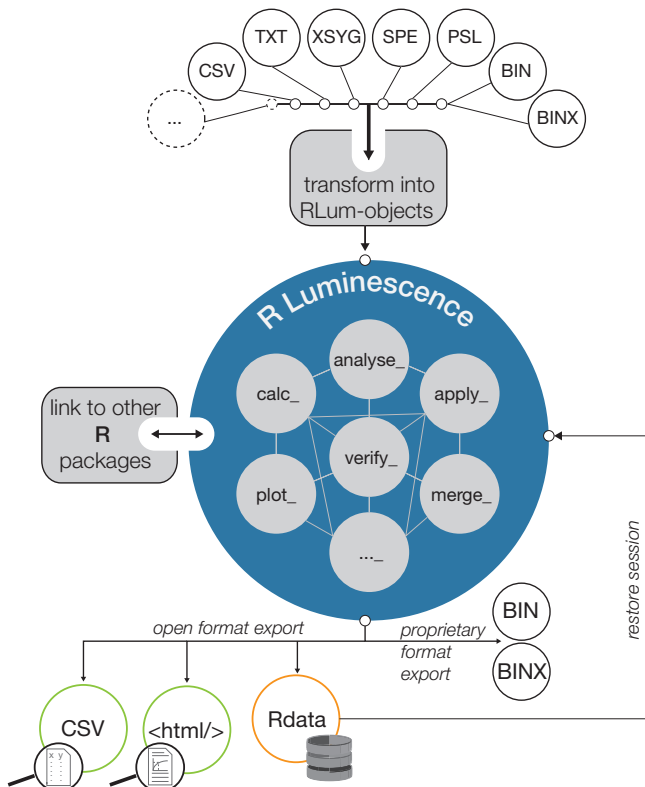 TXT
XSYG
SPE
PSL
CSV
BIN
...
BINX
transform into
RLum-objects
R Luminescence
analyse_
calc_
apply_
link to other
R
packages
verify_
plot_
merge_
..._
restore session
BIN
open format export
proprietary
format
export
BINX
CSV
<html/>
Rdata
x y